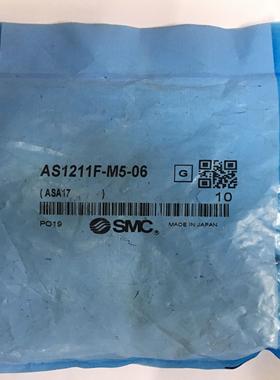 AS1211F-M5-06
G
( ASA17 )
10
PO19
SMC
MADE IN JAPAN